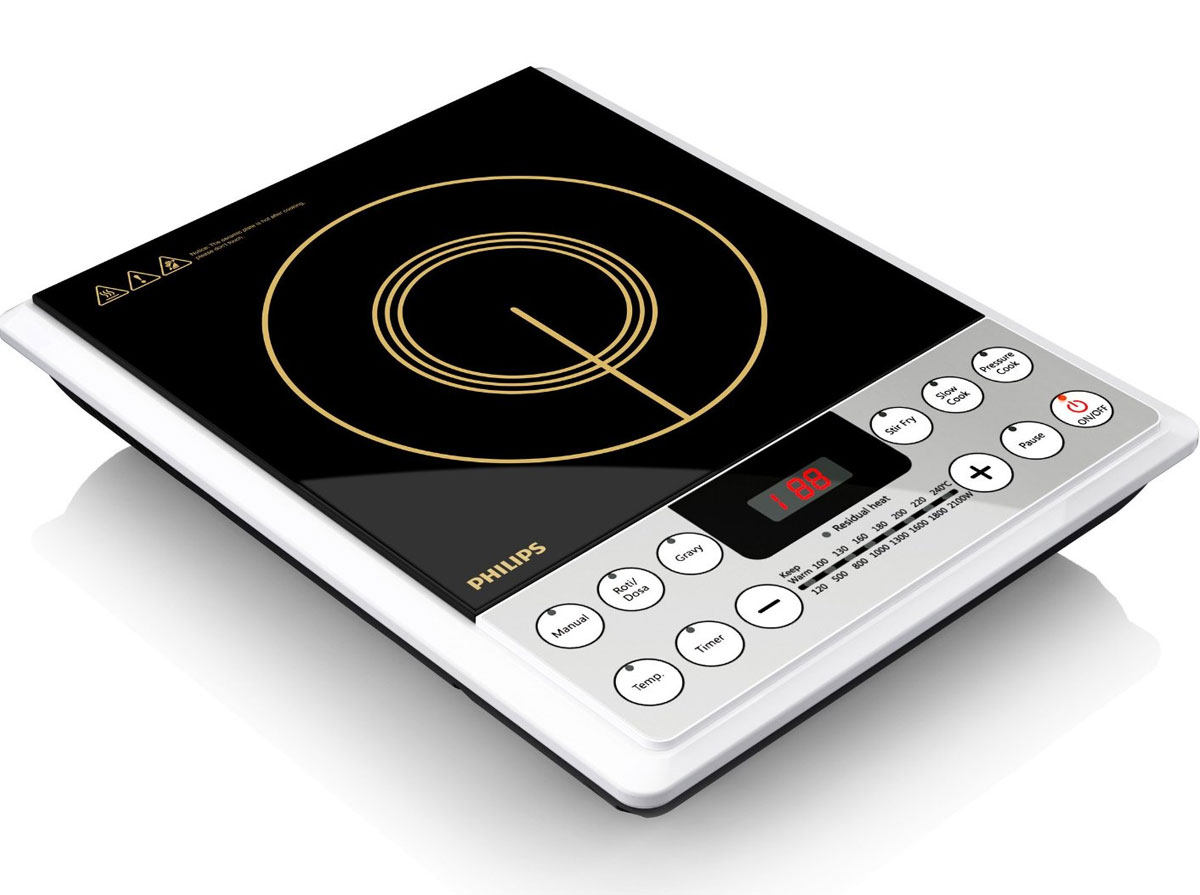 Notice: The ceramic plate is hot after cooking,
please don't touch.
PHILIPS
Manual
Roti/
Dosa
Gravy
188
Stir Fry
Slow
Cook
Pressure
Cook
Temp.
Timer
−
+
Pause
ON/OFF
Residual heat
Keep
Warm 100 130 160 180 200 220 240°C
120 500 800 1000 1300 1600 1800 2100W